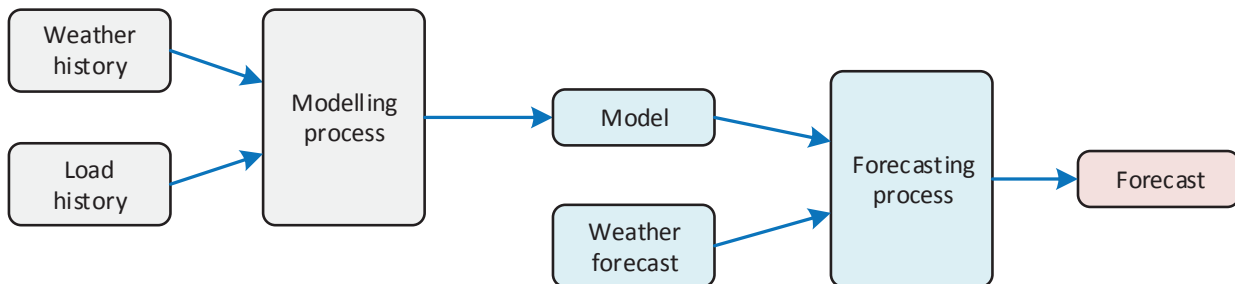 Weather
history
Load
history
Modelling
process
Model
Weather
forecast
Forecasting
process
Forecast